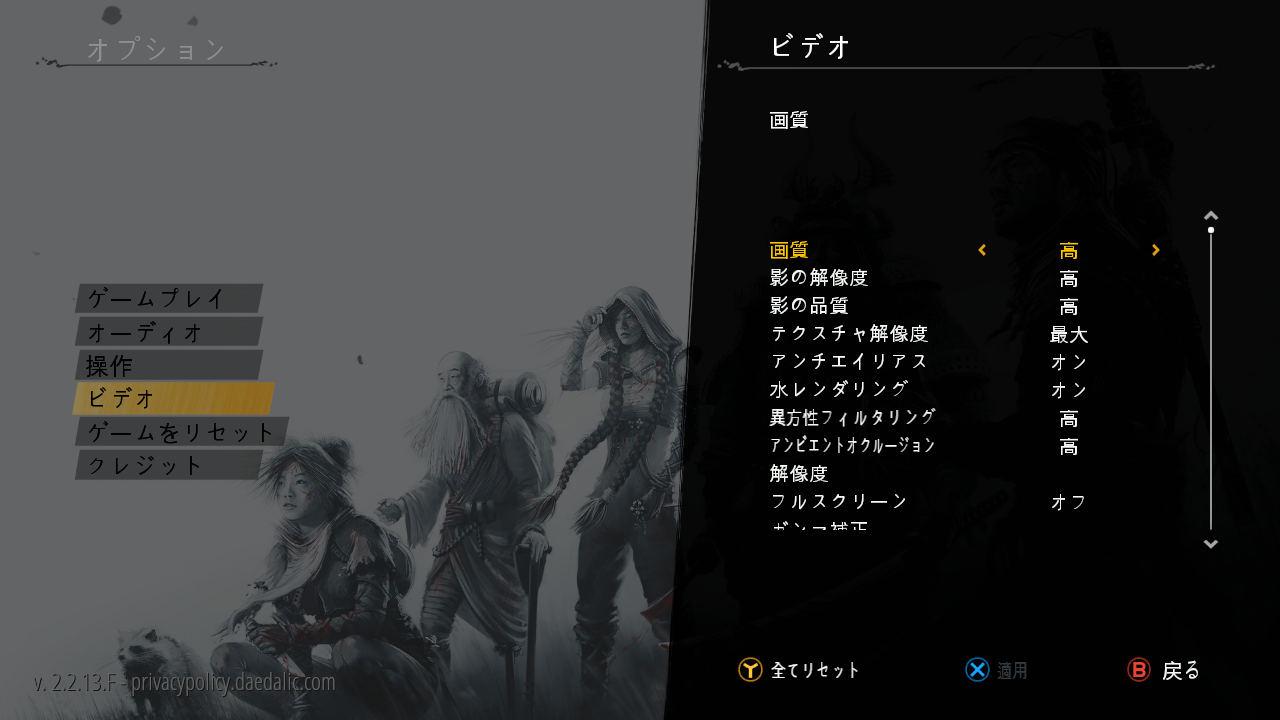 オプション
ゲームプレイ
オーディオ
操作
ビデオ
ゲームをリセット
クレジット
v. 2.2.13.F - privacypolicy.daedalic.com
ビデオ
画質
画質 高
影の解像度 高
影の品質 高
テクスチャ解像度 最大
アンチエイリアス オン
水レンダリング オン
異方性フィルタリング 高
アンビエントオクルージョン 高
解像度
フルスクリーン オフ
ガンマ補正
Y 全てリセット X 適用 B 戻る